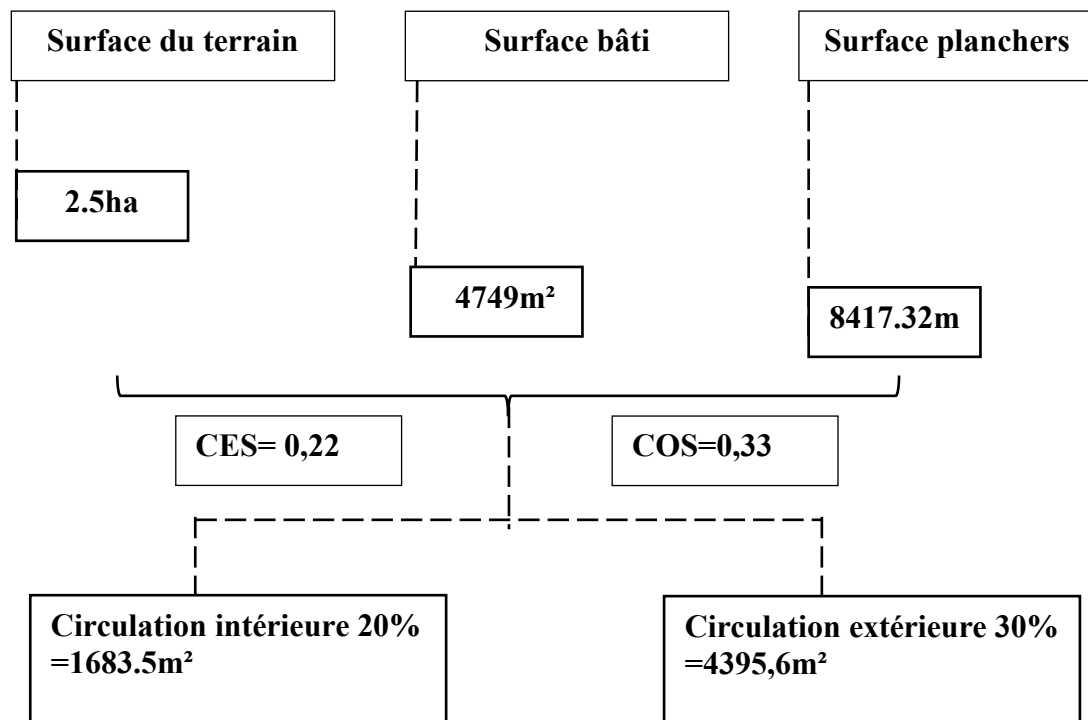 Surface du terrain
Surface bâti
Surface planchers
2.5ha
4749m²
8417.32m
CES= 0,22
COS=0,33
Circulation intérieure 20%
=1683.5m²
Circulation extérieure 30%
=4395,6m²